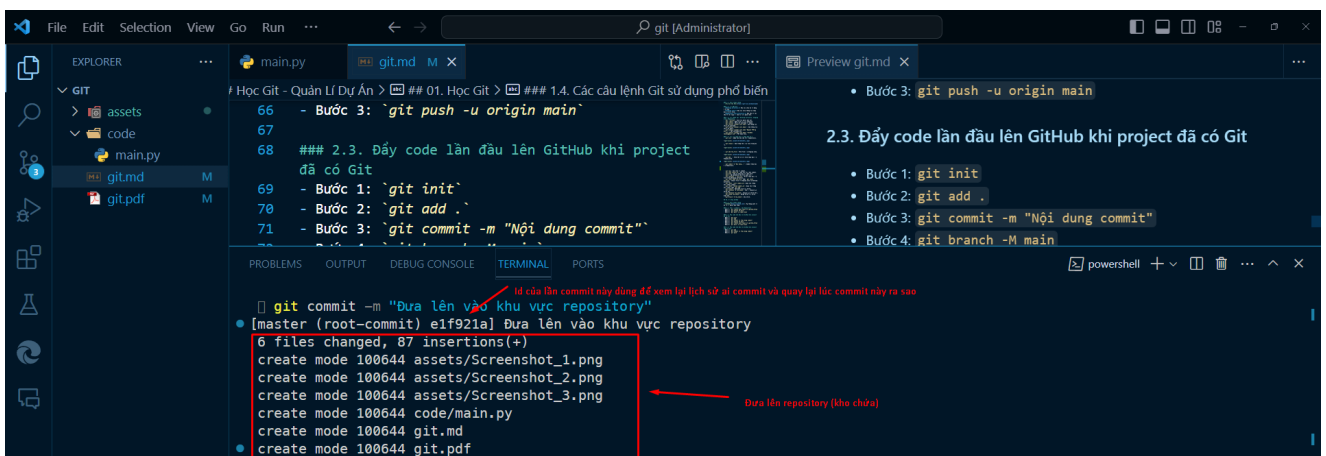 File Edit Selection View Go Run ··· git [Administrator]
EXPLORER ···
GIT
assets
code
main.py
git.md M
git.pdf M
3
main.py git.md M ···
# Học Git - Quản Lí Dự Án > ## 01. Học Git > ### 1.4. Các câu lệnh Git sử dụng phổ biến
66 - Bước 3: `git push -u origin main`
67
68 ### 2.3. Đẩy code lần đầu lên GitHub khi project
đã có Git
69 - Bước 1: `git init`
70 - Bước 2: `git add .`
71 - Bước 3: `git commit -m "Nội dung commit"`
Preview git.md ···
• Bước 3: git push -u origin main
2.3. Đẩy code lần đầu lên GitHub khi project đã có Git
• Bước 1: git init
• Bước 2: git add .
• Bước 3: git commit -m "Nội dung commit"
• Bước 4: git branch -M main
PROBLEMS OUTPUT DEBUG CONSOLE TERMINAL PORTS powershell ···
Id của lần commit này dùng để xem lại lịch sử ai commit và quay lại lúc commit này ra sao
git commit -m "Đưa lên vào khu vực repository"
[master (root-commit) e1f921a] Đưa lên vào khu vực repository
6 files changed, 87 insertions(+)
create mode 100644 assets/Screenshot_1.png
create mode 100644 assets/Screenshot_2.png
create mode 100644 assets/Screenshot_3.png
Đưa lên repository (kho chứa)
create mode 100644 code/main.py
create mode 100644 git.md
create mode 100644 git.pdf